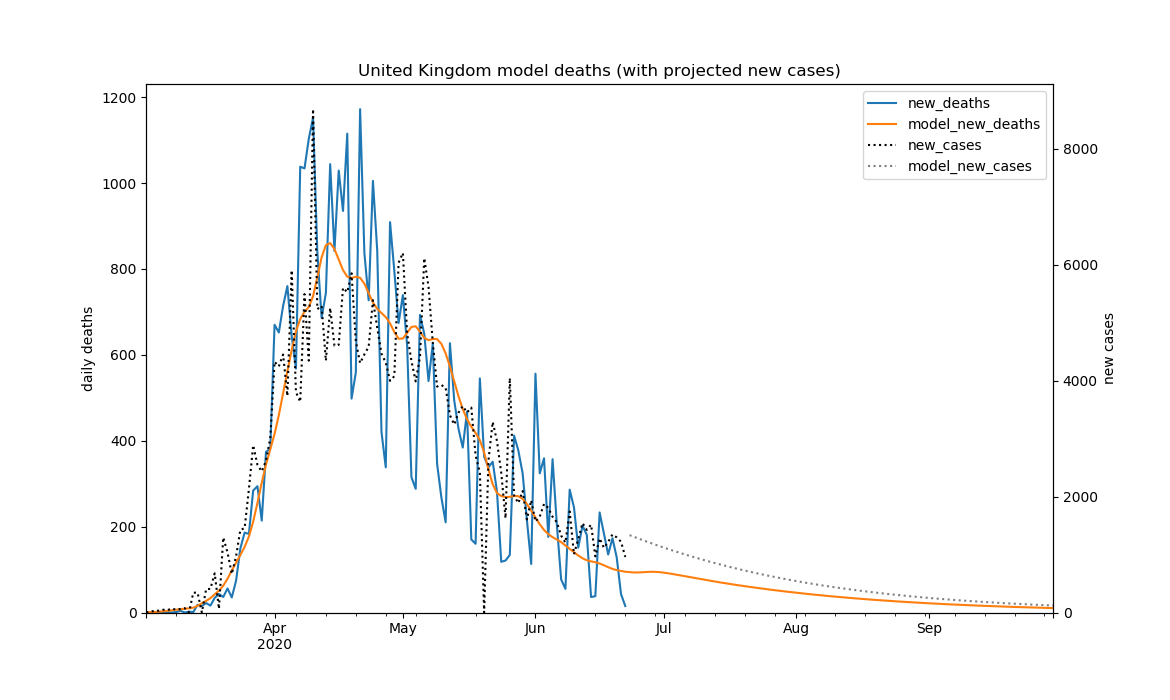 United Kingdom model deaths (with projected new cases)
new_deaths
model_new_deaths
new_cases
model_new_cases
daily deaths
1200
1000
800
600
400
200
0
new cases
8000
6000
4000
2000
0
Apr
2020
May
Jun
Jul
Aug
Sep